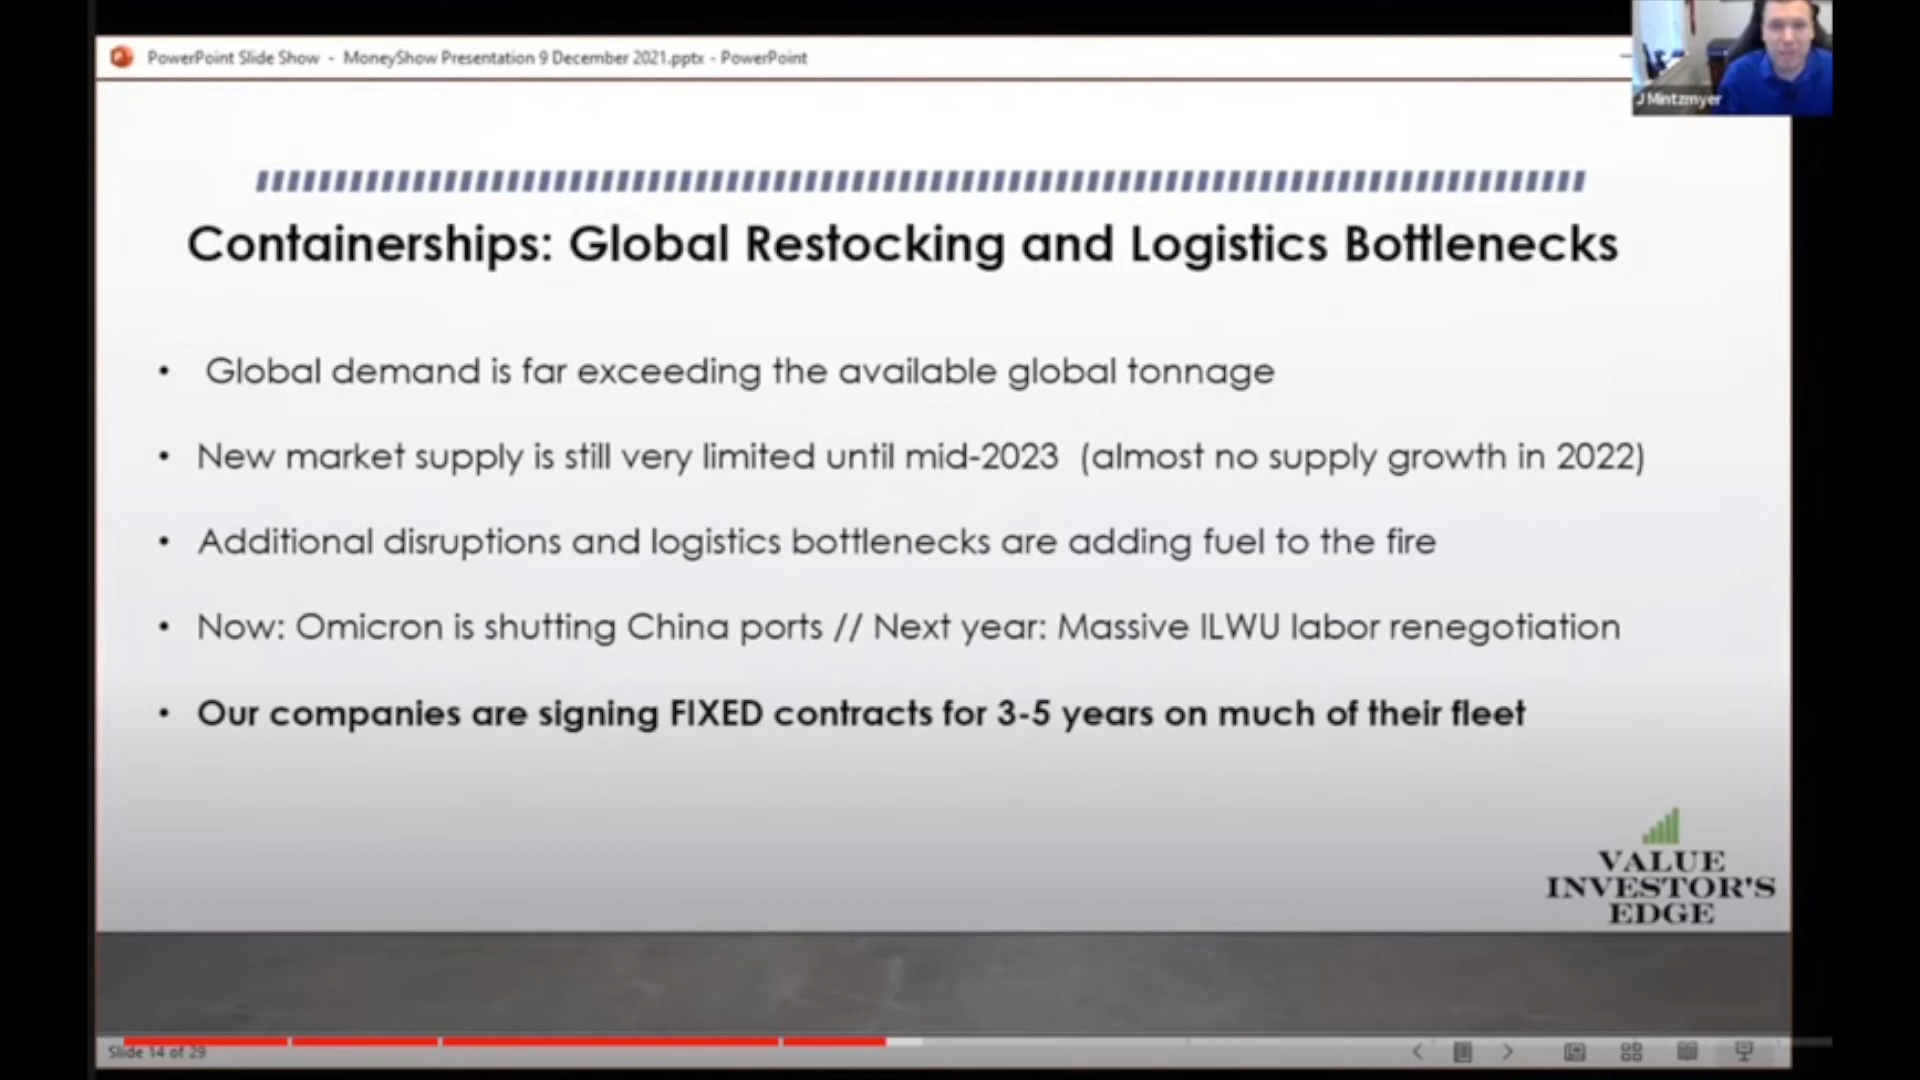 PowerPoint Slide Show - MoneyShow Presentation 9 December 2021.pptx - PowerPoint
J Mintzmyer
Containerships: Global Restocking and Logistics Bottlenecks
• Global demand is far exceeding the available global tonnage
• New market supply is still very limited until mid-2023 (almost no supply growth in 2022)
• Additional disruptions and logistics bottlenecks are adding fuel to the fire
• Now: Omicron is shutting China ports // Next year: Massive ILWU labor renegotiation
• Our companies are signing FIXED contracts for 3-5 years on much of their fleet
VALUE
INVESTOR'S
EDGE
Slide 14 of 29